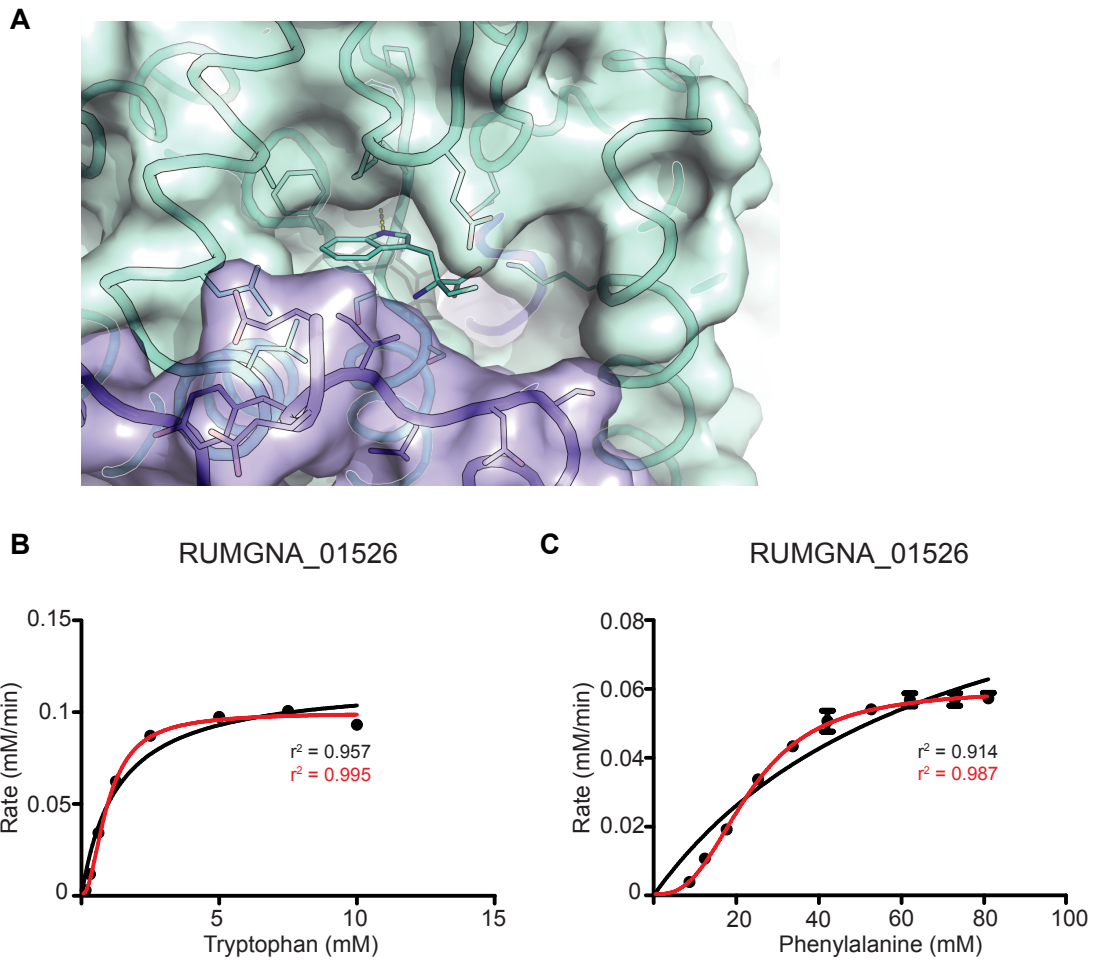 A
B
RUMGNA_01526
0.15
0.1
0.05
0
5
10
15
Rate (mM/min)
Tryptophan (mM)
r² = 0.957
r² = 0.995
C
RUMGNA_01526
0.08
0.06
0.04
0.02
0
20
40
60
80
100
Rate (mM/min)
Phenylalanine (mM)
r² = 0.914
r² = 0.987